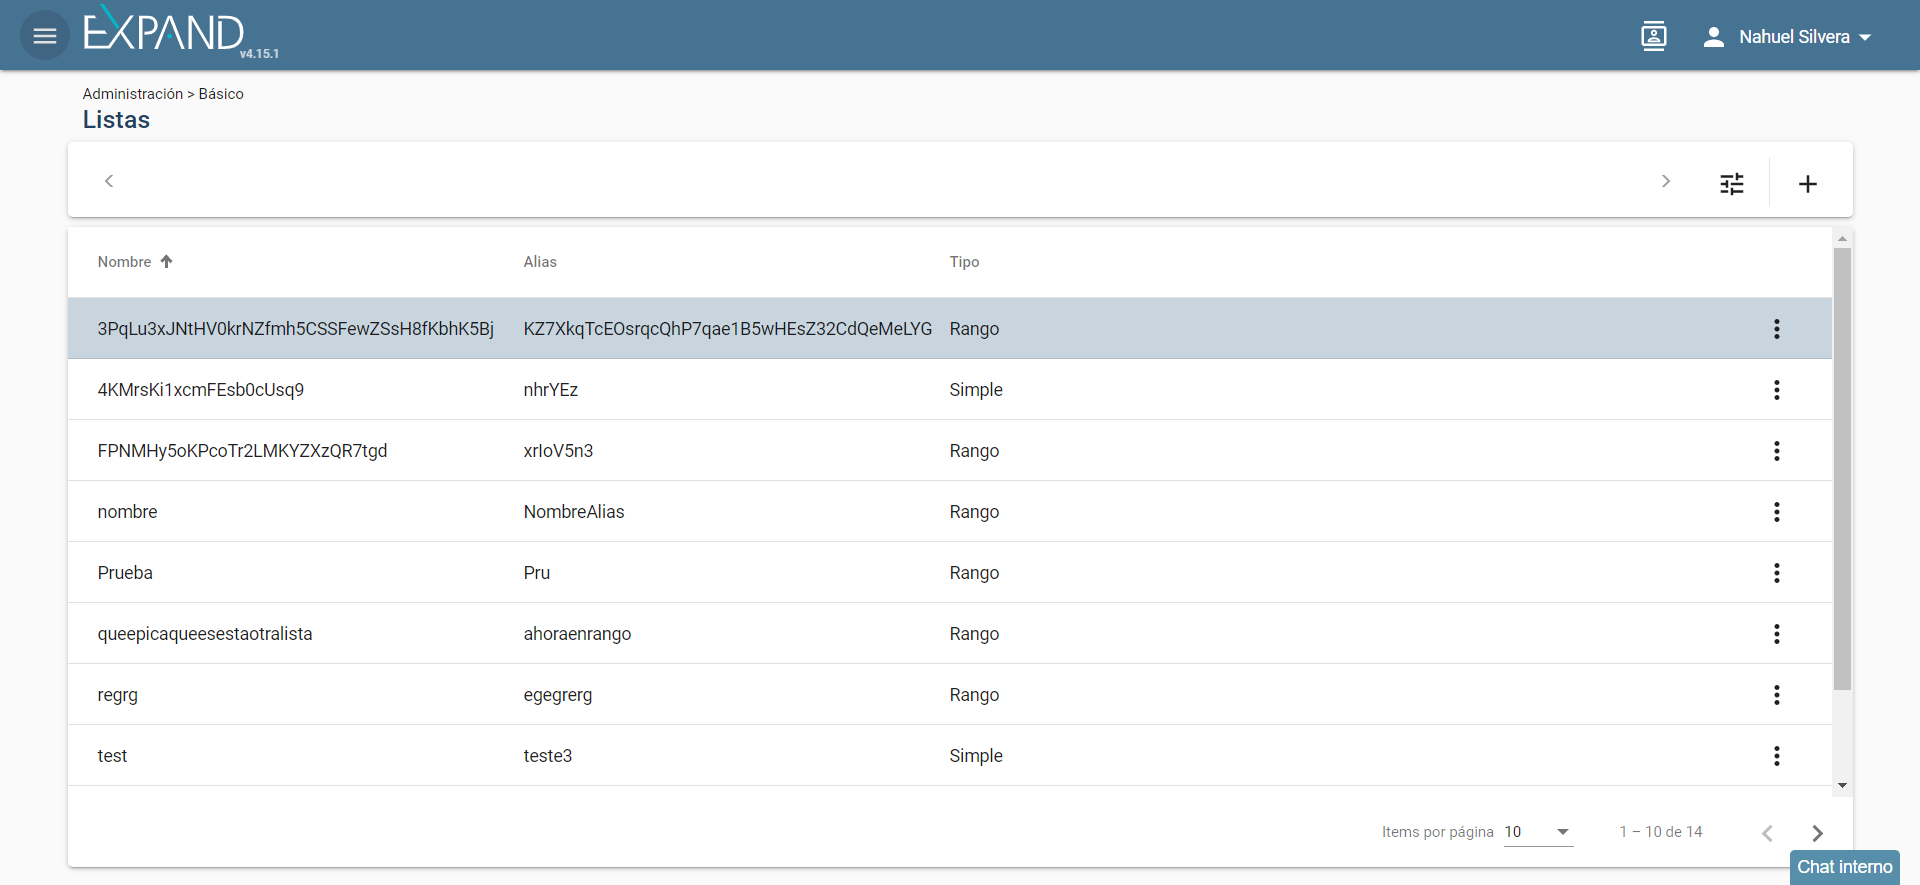 EXPAND v4.15.1
Nahuel Silvera
Administración > Básico
Listas
Nombre Alias Tipo
3PqLu3xJNtHV0krNZfmh5CSSFewZSsH8fKbhK5Bj KZ7XkqTcEOsrqcQhP7qae1B5wHEsZ32CdQeMeLYG Rango
4KMrsKi1xcmFEsb0cUsq9 nhrYEz Simple
FPNMHy5oKPcoTr2LMKYZXzQR7tgd xrIoV5n3 Rango
nombre NombreAlias Rango
Prueba Pru Rango
queepicaqueesestaotralista ahoraenrango Rango
regrg egegrerg Rango
test teste3 Simple
Items por página 10 1 – 10 de 14
Chat interno